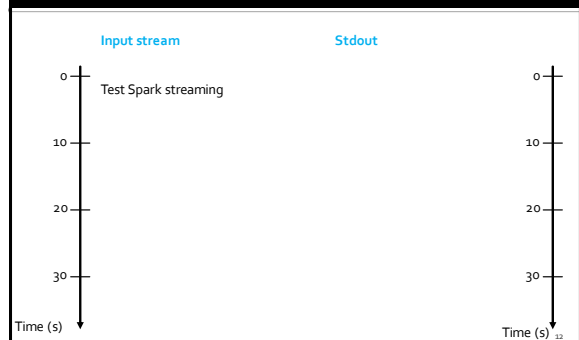 Input stream Stdout
0 0
Test Spark streaming
10 10
20 20
30 30
Time (s) Time (s)
12